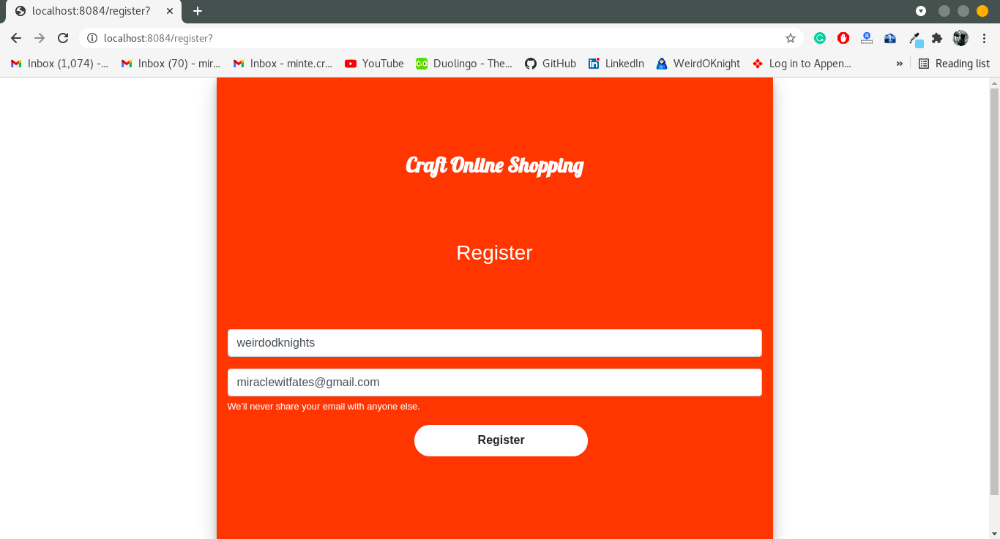 localhost:8084/register?
localhost:8084/register?
Inbox (1,074) -... Inbox (70) - mir... Inbox - minte.cr... YouTube Duolingo - The... GitHub LinkedIn WeirdOKnight Log in to Appen... » Reading list
Craft Online Shopping
Register
weirdodknights
miraclewitfates@gmail.com
We'll never share your email with anyone else.
Register